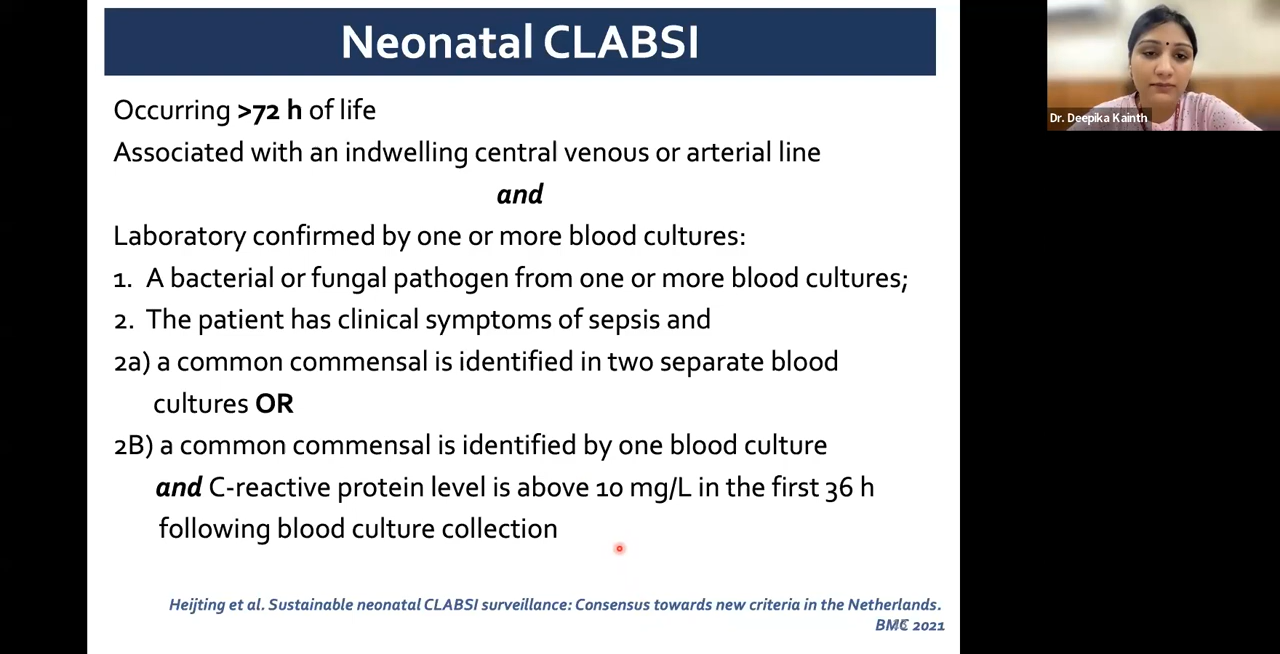 Neonatal CLABSI
Dr. Deepika Kainth
Occurring >72 h of life
Associated with an indwelling central venous or arterial line
and
Laboratory confirmed by one or more blood cultures:
1. A bacterial or fungal pathogen from one or more blood cultures;
2. The patient has clinical symptoms of sepsis and
2a) a common commensal is identified in two separate blood
cultures OR
2B) a common commensal is identified by one blood culture
and C-reactive protein level is above 10 mg/L in the first 36 h
following blood culture collection
Heijting et al. Sustainable neonatal CLABSI surveillance: Consensus towards new criteria in the Netherlands.
BMC 2021